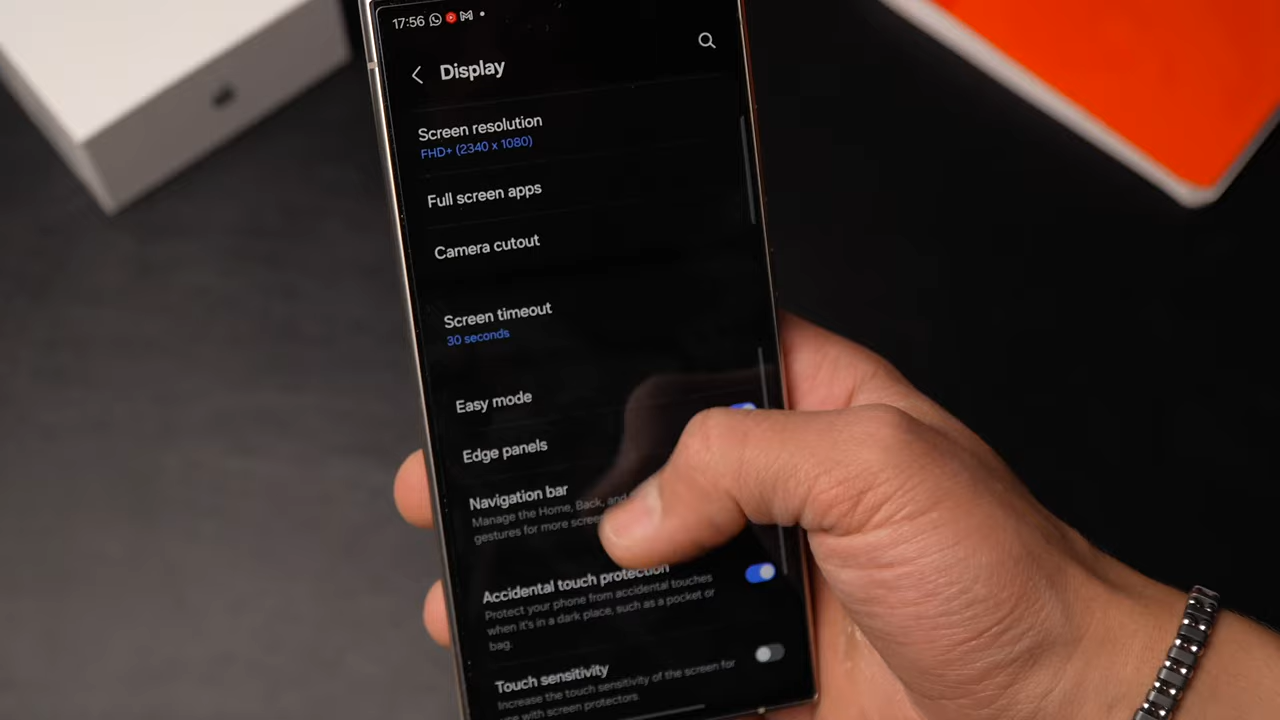 17:56
Display
Screen resolution
FHD+ (2340 x 1080)
Full screen apps
Camera cutout
Screen timeout
30 seconds
Easy mode
Edge panels
Navigation bar
Manage the Home, Back, and
gestures for more screen
Accidental touch protection
Protect your phone from accidental touches
when it's in a dark place, such as a pocket or
bag.
Touch sensitivity
Increase the touch sensitivity of the screen for
use with screen protectors.